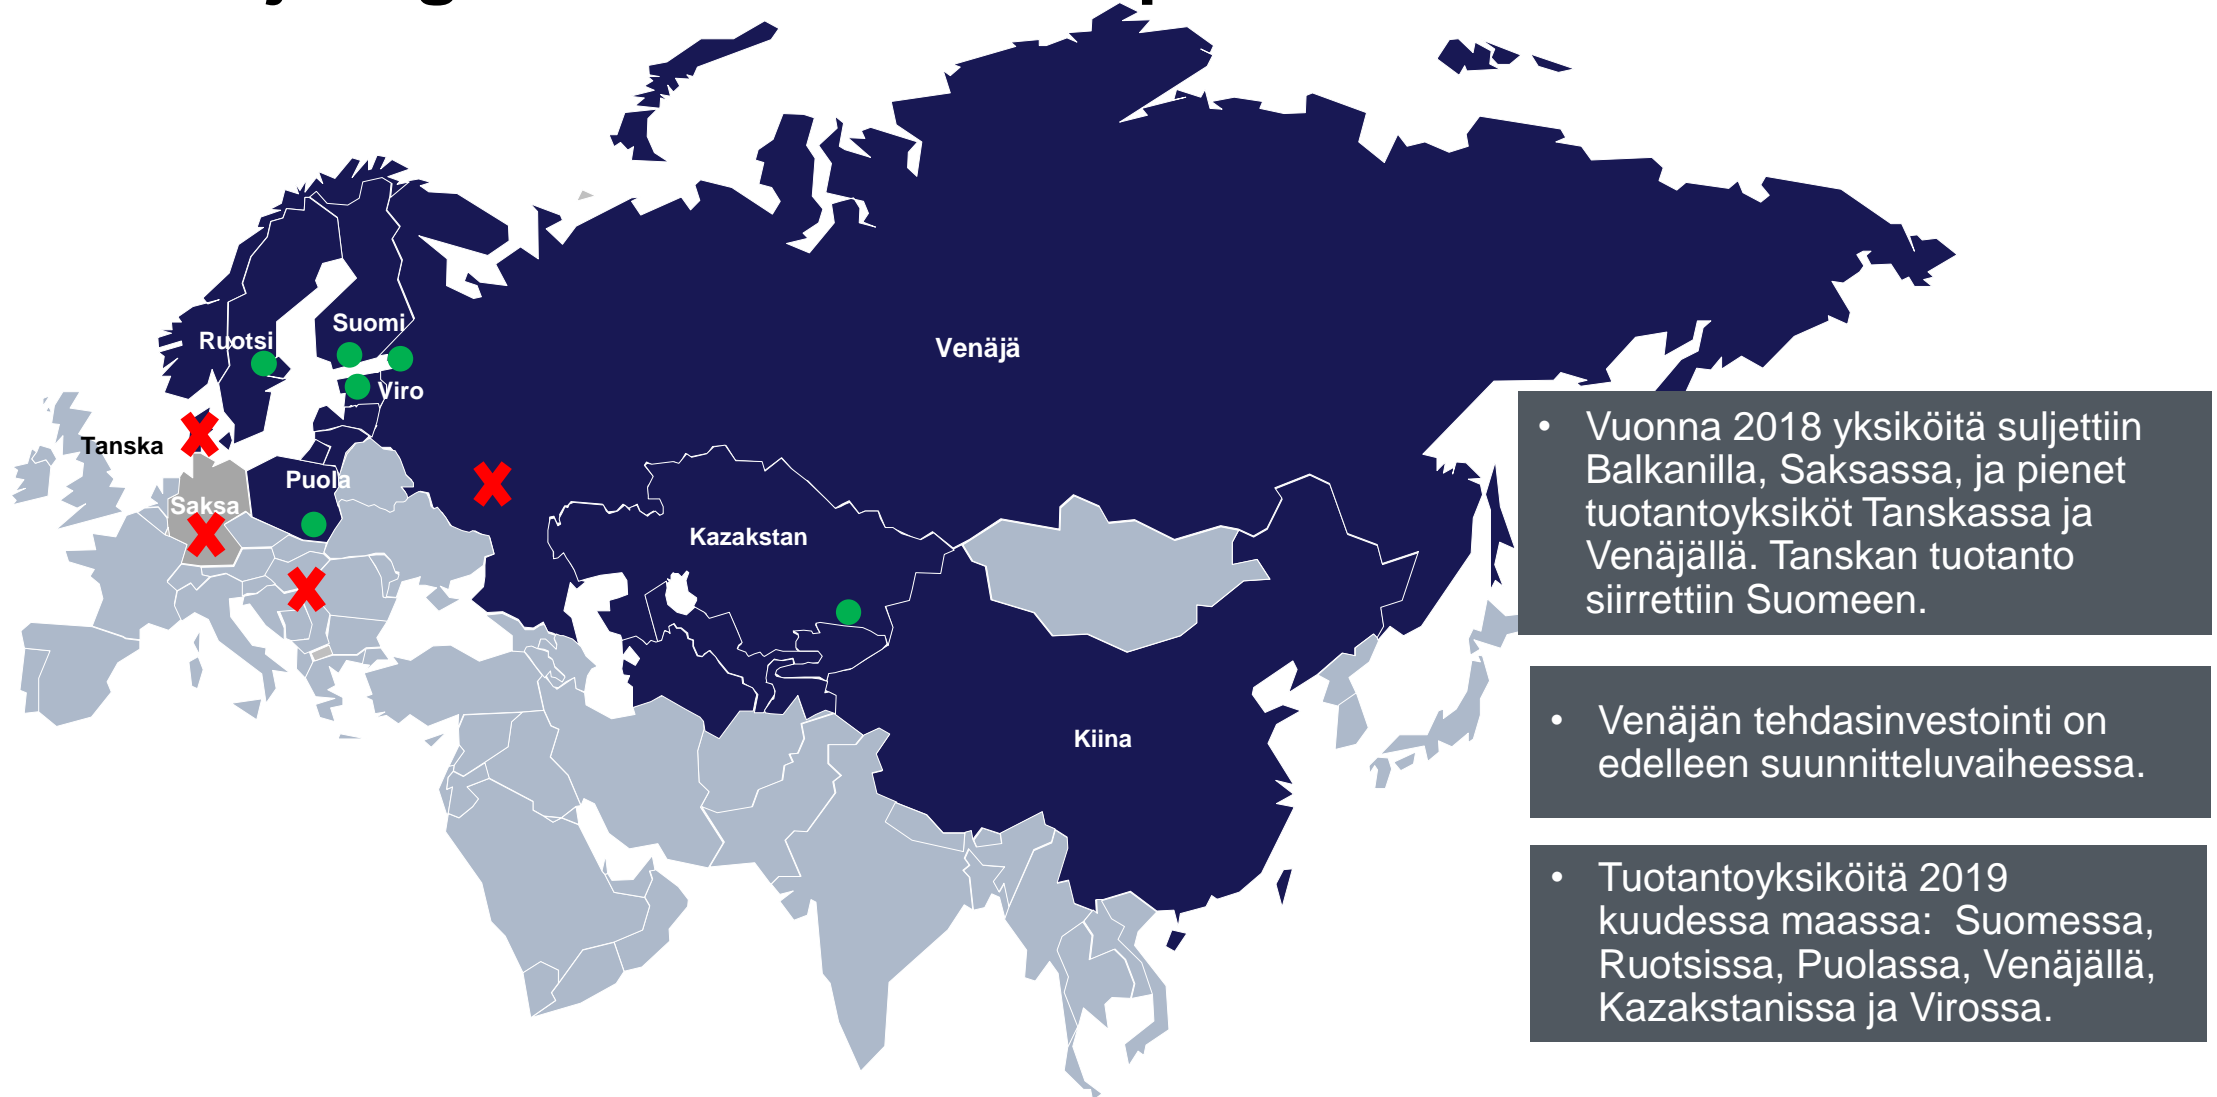 Suomi
Ruotsi
Venäjä
Viro
Tanska
Puola
Saksa
Kazakstan
Kiina
• Vuonna 2018 yksiköitä suljettiin
Balkanilla, Saksassa, ja pienet
tuotantoyksiköt Tanskassa ja
Venäjällä. Tanskan tuotanto
siirrettiin Suomeen.
• Venäjän tehdasinvestointi on
edelleen suunnitteluvaiheessa.
• Tuotantoyksiköitä 2019
kuudessa maassa: Suomessa,
Ruotsissa, Puolassa, Venäjällä,
Kazakstanissa ja Virossa.